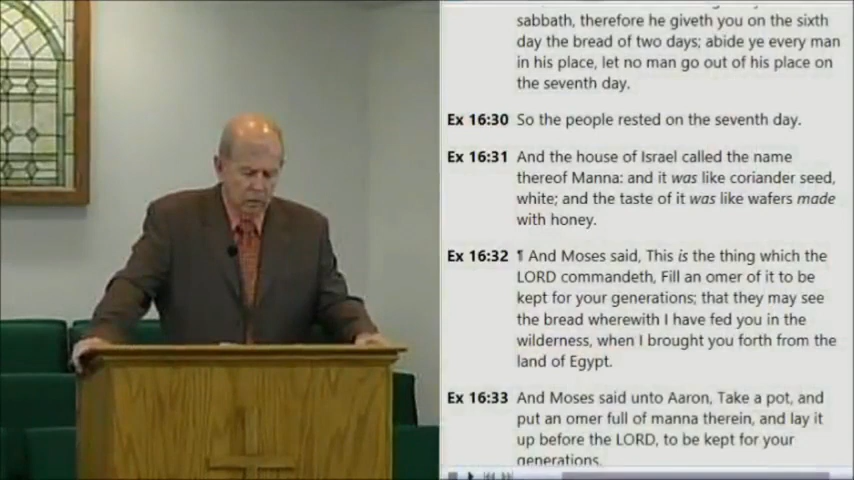 sabbath, therefore he giveth you on the sixth
day the bread of two days; abide ye every man
in his place, let no man go out of his place on
the seventh day.
Ex 16:30 So the people rested on the seventh day.
Ex 16:31 And the house of Israel called the name
thereof Manna: and it was like coriander seed,
white; and the taste of it was like wafers made
with honey.
Ex 16:32 ¶ And Moses said, This is the thing which the
LORD commandeth, Fill an omer of it to be
kept for your generations; that they may see
the bread wherewith I have fed you in the
wilderness, when I brought you forth from the
land of Egypt.
Ex 16:33 And Moses said unto Aaron, Take a pot, and
put an omer full of manna therein, and lay it
up before the LORD, to be kept for your
generations.